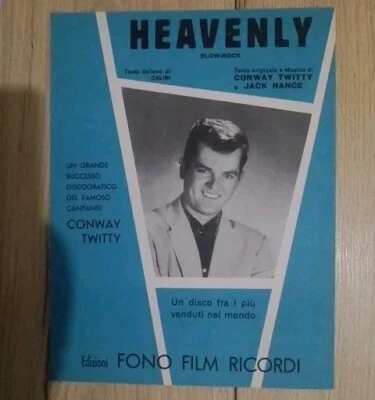 HEAVENLY
SLOW-ROCK
Testo italiano di
CALIBI
Testo originale e Musica di
CONWAY TWITTY
e JACK NANCE
UN GRANDE
SUCCESSO
DISCOGRAFICO
DEL FAMOSO
CANTANTE
CONWAY
TWITTY
Un disco fra i più
venduti nel mondo
Edizioni FONO FILM RICORDI